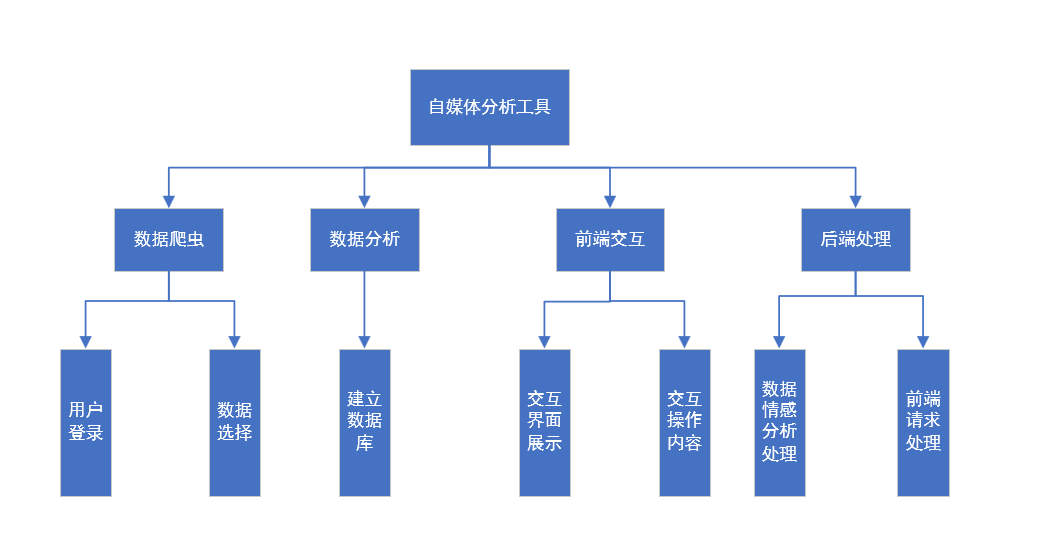 自媒体分析工具
数据爬虫
数据分析
前端交互
后端处理
用户
登录
数据
选择
建立
数据
库
交互
界面
展示
交互
操作
内容
数据
情感
分析
处理
前端
请求
处理